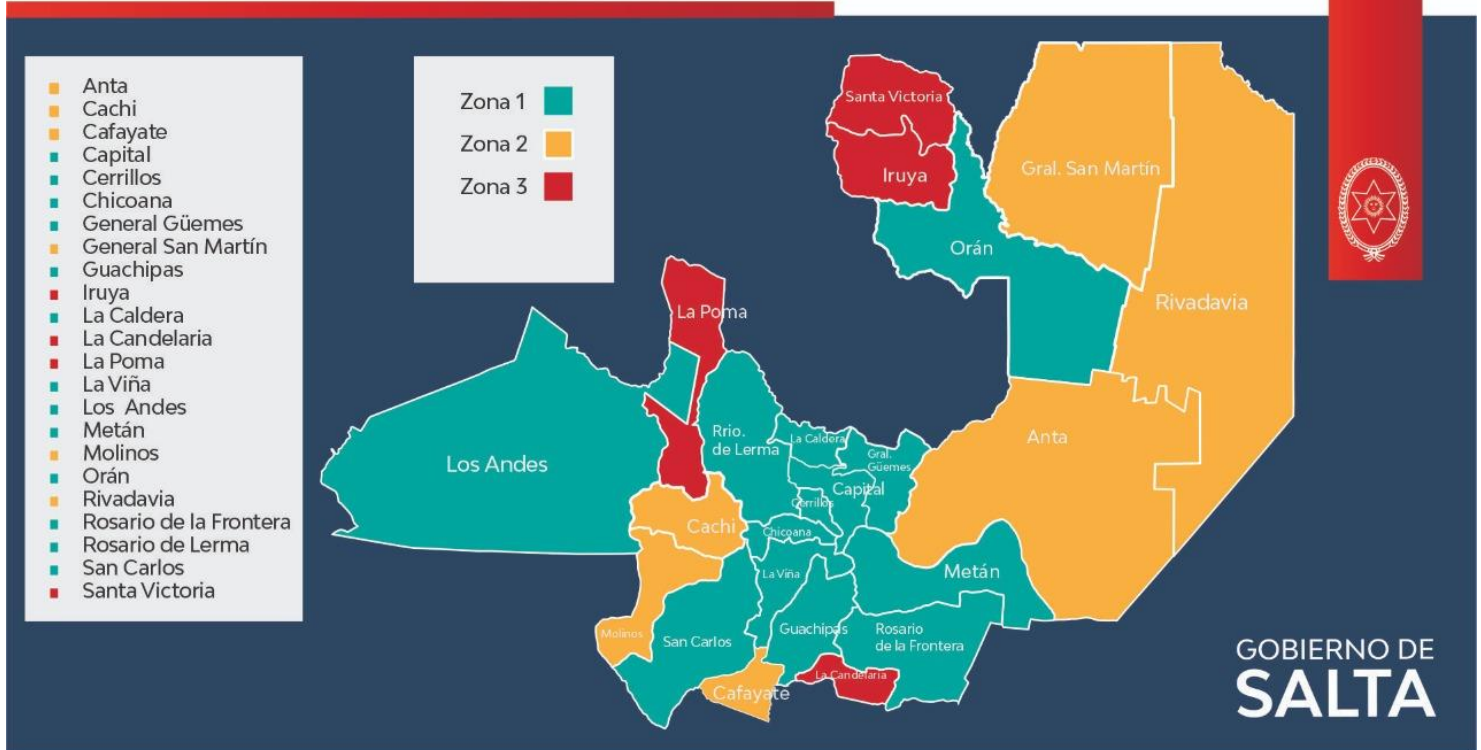 Anta
Cachi
Cafayate
Capital
Cerrillos
Chicoana
General Güemes
General San Martín
Guachipas
Iruya
La Caldera
La Candelaria
La Poma
La Viña
Los Andes
Metán
Molinos
Orán
Rivadavia
Rosario de la Frontera
Rosario de Lerma
San Carlos
Santa Victoria
Zona 1
Zona 2
Zona 3
Santa Victoria
Iruya
Gral. San Martín
Orán
Rivadavia
La Poma
Los Andes
Rrio.
de Lerma
La Caldera
Gral.
Güemes
Capital
Cerrillos
Anta
Cachi
Chicoana
La Viña
Metán
Molinos
San Carlos
Guachipas
Rosario
de la Frontera
La Candelaria
Cafayate
GOBIERNO DE
SALTA